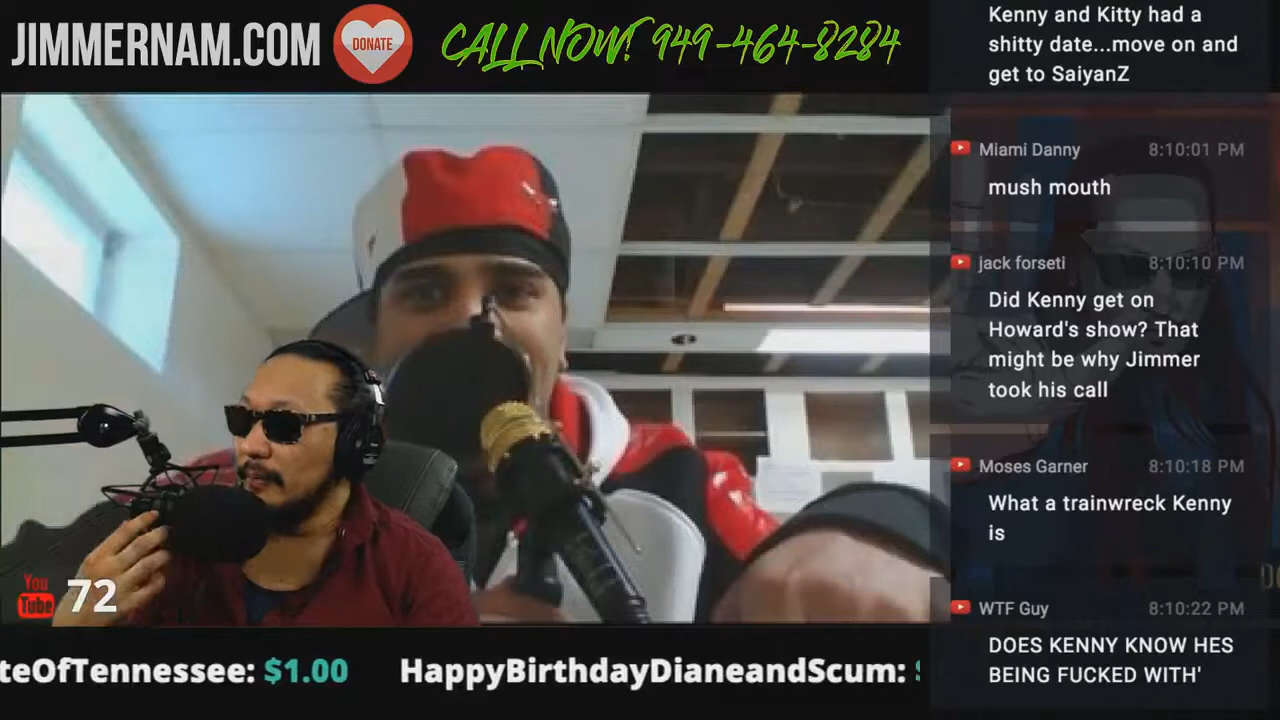 JIMMERNAM.COM
DONATE
CALL NOW! 949-464-8284
Kenny and Kitty had a
shitty date...move on and
get to SaiyanZ
Miami Danny 8:10:01 PM
mush mouth
jack forseti 8:10:10 PM
Did Kenny get on
Howard's show? That
might be why Jimmer
took his call
Moses Garner 8:10:18 PM
What a trainwreck Kenny
is
WTF Guy 8:10:22 PM
DOES KENNY KNOW HES
BEING FUCKED WITH'
You
Tube
72
teOfTennessee: $1.00
HappyBirthdayDianeandScum: